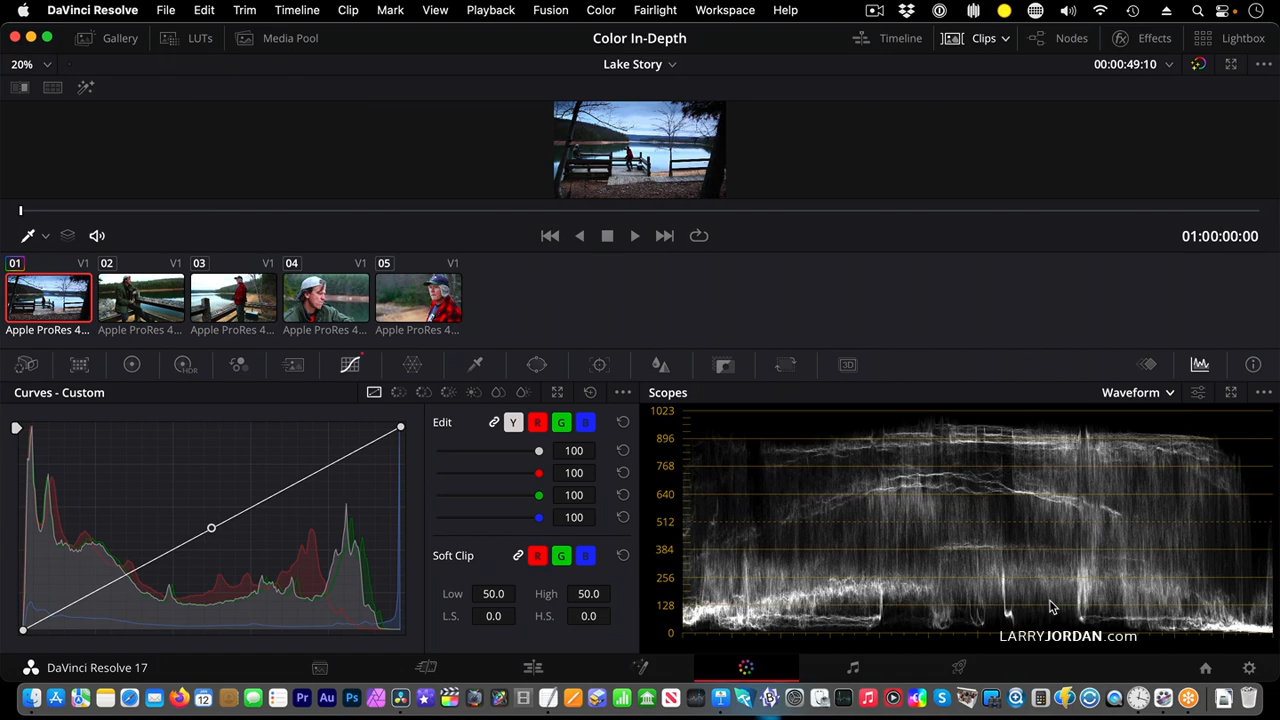 DaVinci Resolve File Edit Trim Timeline Clip Mark View Playback Fusion Color Fairlight Workspace Help
Gallery LUTs Media Pool Color In-Depth Timeline Clips Nodes Effects Lightbox
20% Lake Story 00:00:49:10
01:00:00:00
01 V1 02 V1 03 V1 04 V1 05 V1
Apple ProRes 4... Apple ProRes 4... Apple ProRes 4... Apple ProRes 4... Apple ProRes 4...
HDR 3D
Curves - Custom Scopes Waveform
Edit Y R G B
100
100
100
100
Soft Clip R G B
Low 50.0 High 50.0
L.S. 0.0 H.S. 0.0
1023
896
768
640
512
384
256
128
0
LARRYJORDAN.com
DaVinci Resolve 17
Pr Au Ps